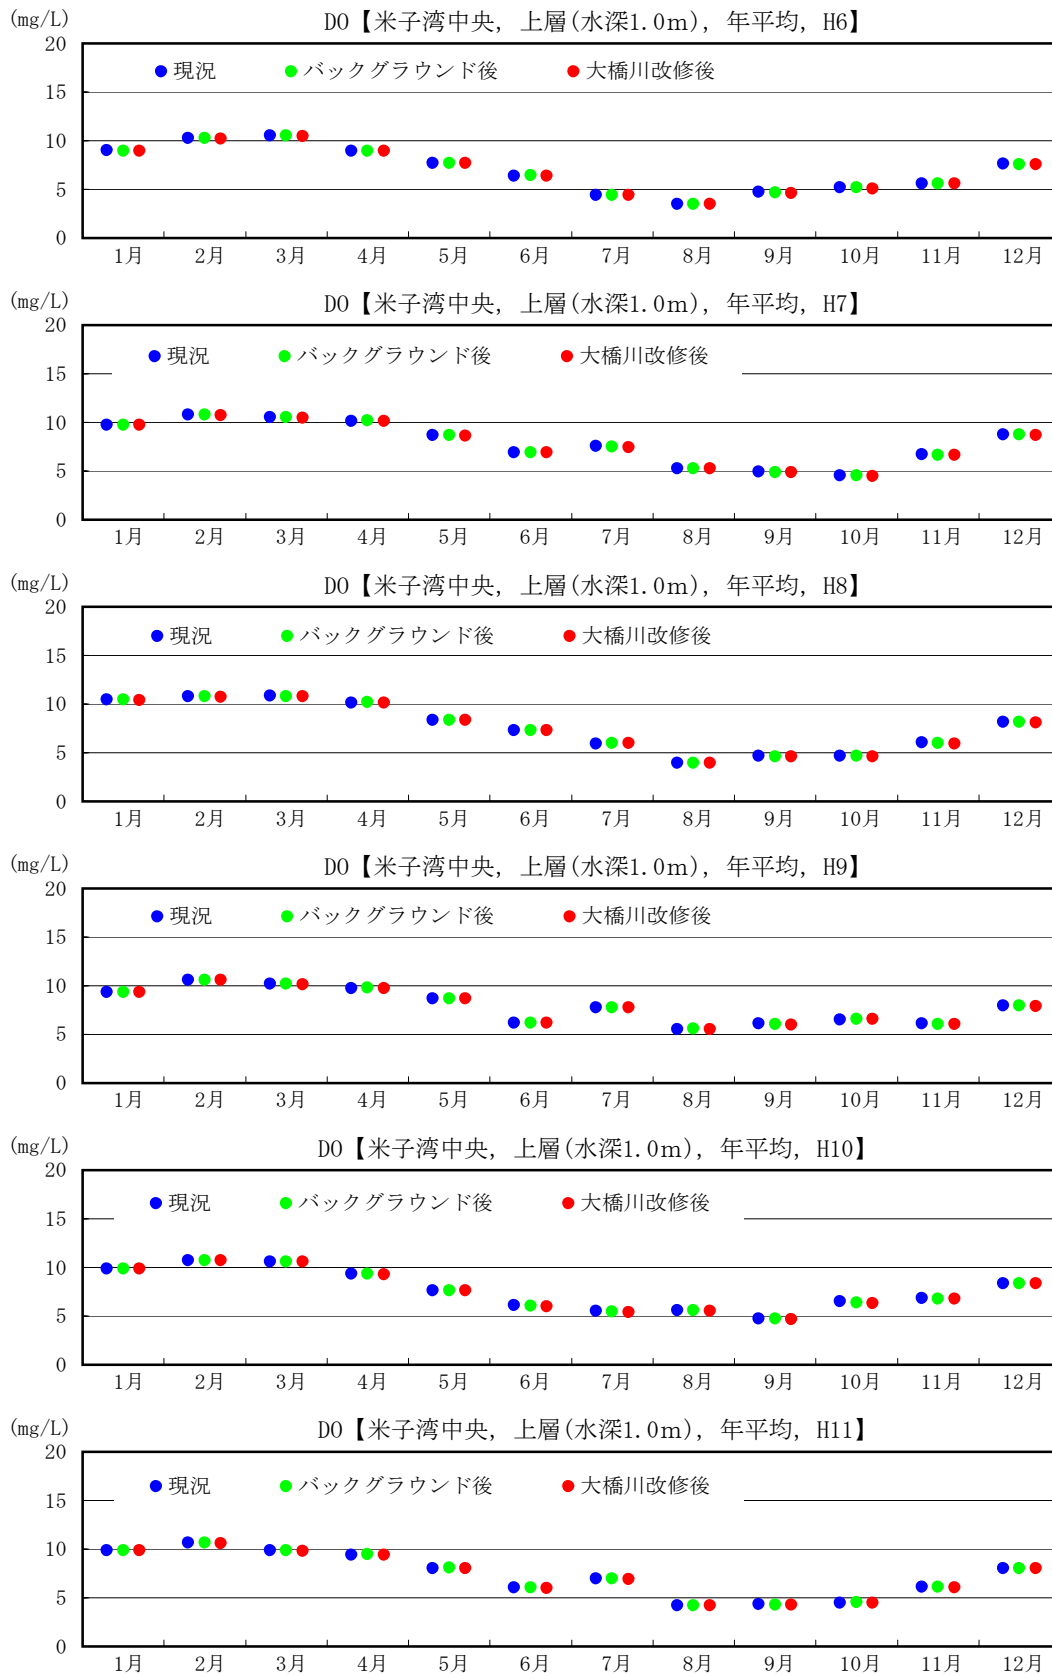 (mg/L) DO【米子湾中央, 上層(水深1.0m), 年平均, H6】
20
● 現況 ● バックグラウンド後 ● 大橋川改修後
15
10
5
0
1月 2月 3月 4月 5月 6月 7月 8月 9月 10月 11月 12月
(mg/L) DO【米子湾中央, 上層(水深1.0m), 年平均, H7】
20
● 現況 ● バックグラウンド後 ● 大橋川改修後
15
10
5
0
1月 2月 3月 4月 5月 6月 7月 8月 9月 10月 11月 12月
(mg/L) DO【米子湾中央, 上層(水深1.0m), 年平均, H8】
20
● 現況 ● バックグラウンド後 ● 大橋川改修後
15
10
5
0
1月 2月 3月 4月 5月 6月 7月 8月 9月 10月 11月 12月
(mg/L) DO【米子湾中央, 上層(水深1.0m), 年平均, H9】
20
● 現況 ● バックグラウンド後 ● 大橋川改修後
15
10
5
0
1月 2月 3月 4月 5月 6月 7月 8月 9月 10月 11月 12月
(mg/L) DO【米子湾中央, 上層(水深1.0m), 年平均, H10】
20
● 現況 ● バックグラウンド後 ● 大橋川改修後
15
10
5
0
1月 2月 3月 4月 5月 6月 7月 8月 9月 10月 11月 12月
(mg/L) DO【米子湾中央, 上層(水深1.0m), 年平均, H11】
20
● 現況 ● バックグラウンド後 ● 大橋川改修後
15
10
5
0
1月 2月 3月 4月 5月 6月 7月 8月 9月 10月 11月 12月